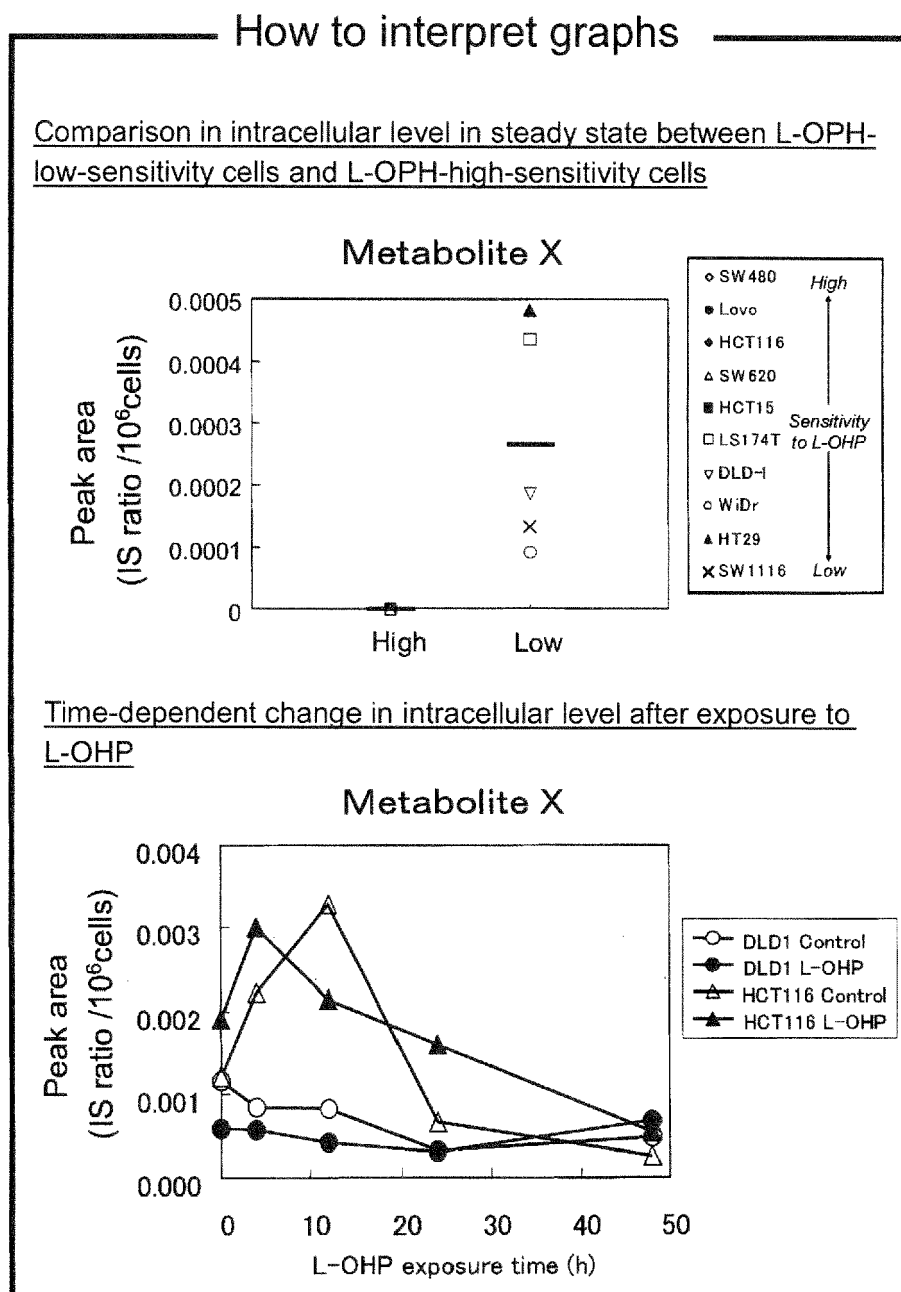 How to interpret graphs
Comparison in intracellular level in steady state between L-OPH-
low-sensitivity cells and L-OPH-high-sensitivity cells
Metabolite X
Peak area
(IS ratio /10⁶cells)
0.0005
0.0004
0.0003
0.0002
0.0001
0
High
Low
SW480
Lovo
HCT116
SW620
HCT15
LS174T
DLD-1
WiDr
HT29
SW1116
High
Sensitivity
to L-OHP
Low
Time-dependent change in intracellular level after exposure to
L-OHP
Metabolite X
Peak area
(IS ratio /10⁶cells)
0.004
0.003
0.002
0.001
0.000
0
10
20
30
40
50
L-OHP exposure time (h)
DLD1 Control
DLD1 L-OHP
HCT116 Control
HCT116 L-OHP